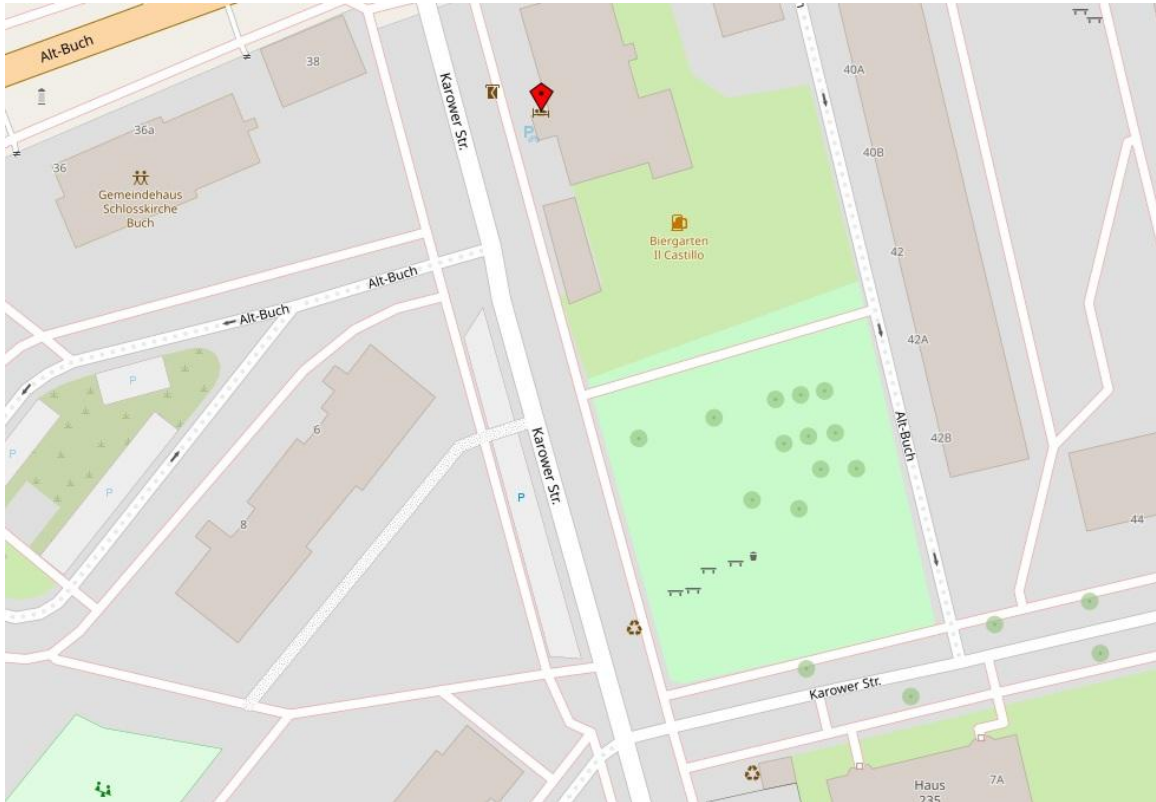 Alt-Buch
38
Karower Str.
36a
36
Gemeindehaus
Schlosskirche
Buch
P
40A
40B
Biergarten
Il Castillo
42
Alt-Buch
Alt-Buch
42A
P
6
P
P
8
Karower Str.
P
Alt-Buch
42B
44
Karower Str.
Haus
235
7A